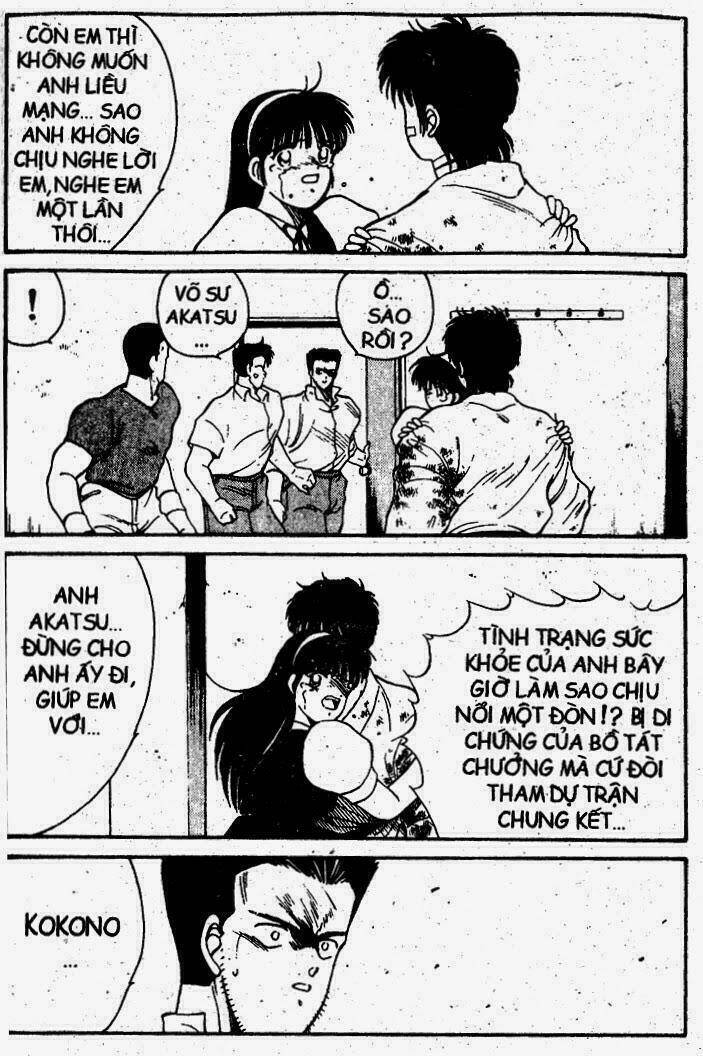 CÒN EM THÌ
KHÔNG MUỐN
ANH LIỀU
MẠNG... SAO
ANH KHÔNG
CHỊU NGHE LỜI
EM, NGHE EM
MỘT LẦN
THÔI...
!
VÕ SƯ
AKATSU
...
Ồ...
SAO
RỒI?
ANH
AKATSU...
ĐỪNG CHO
ANH ẤY ĐI,
GIÚP EM
VỚI...
TÌNH TRẠNG SỨC
KHỎE CỦA ANH BÂY
GIỜ LÀM SAO CHỊU
NỔI MỘT ĐÒN!? BỊ DI
CHỨNG CỦA BỒ TÁT
CHƯỞNG MÀ CỨ ĐÒI
THAM DỰ TRẬN
CHUNG KẾT...
KOKONO
...